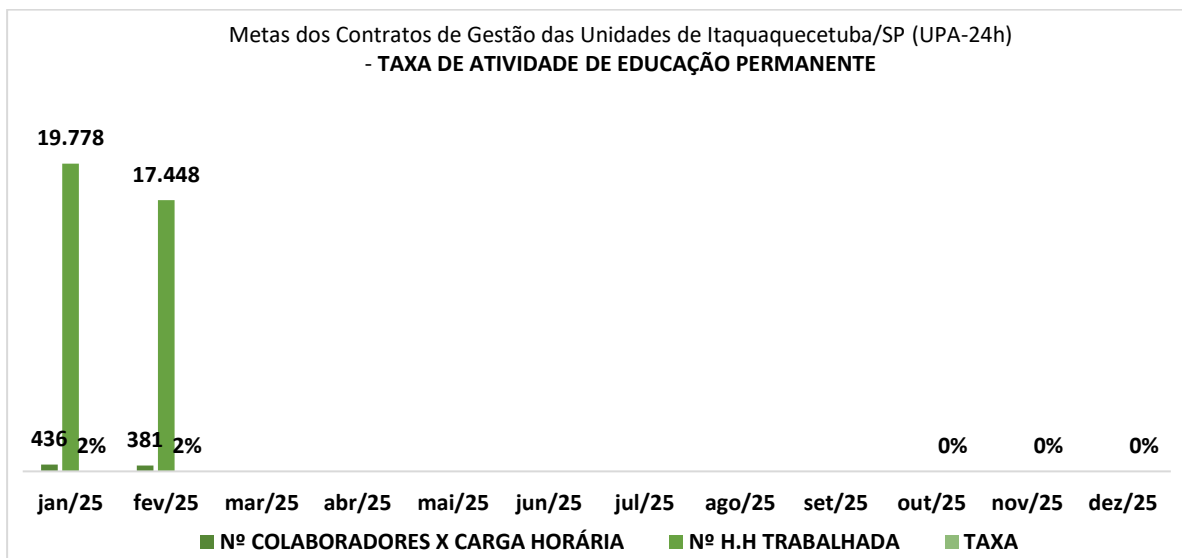 Metas dos Contratos de Gestão das Unidades de Itaquaquecetuba/SP (UPA-24h)
- TAXA DE ATIVIDADE DE EDUCAÇÃO PERMANENTE
19.778
17.448
436 2% 381 2% 0% 0% 0%
jan/25 fev/25 mar/25 abr/25 mai/25 jun/25 jul/25 ago/25 set/25 out/25 nov/25 dez/25
Nº COLABORADORES X CARGA HORÁRIA Nº H.H TRABALHADA TAXA